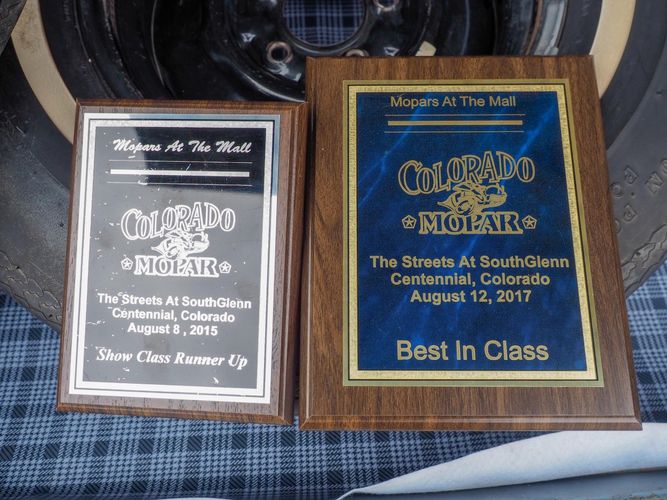 Mopars At The Mall
COLORADO
MOPAR
The Streets At SouthGlenn
Centennial, Colorado
August 8 , 2015
Show Class Runner Up
Mopars At The Mall
COLORADO
MOPAR
The Streets At SouthGlenn
Centennial, Colorado
August 12, 2017
Best In Class